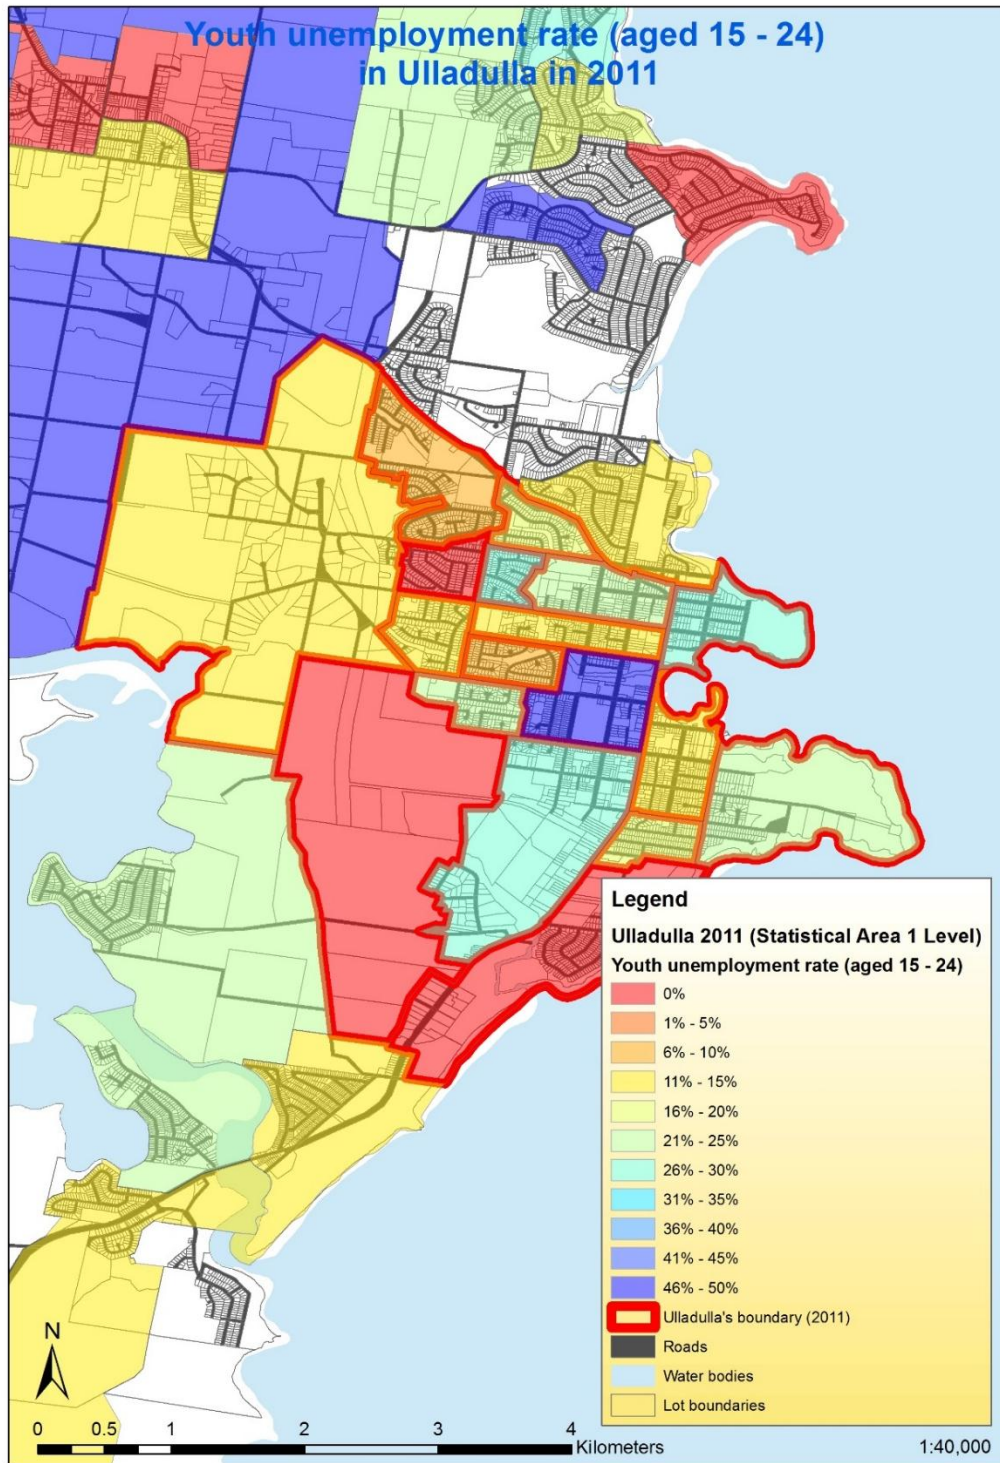 Youth unemployment rate (aged 15 - 24)
in Ulladulla in 2011
Legend
Ulladulla 2011 (Statistical Area 1 Level)
Youth unemployment rate (aged 15 - 24)
0%
1% - 5%
6% - 10%
11% - 15%
16% - 20%
21% - 25%
26% - 30%
31% - 35%
36% - 40%
41% - 45%
46% - 50%
Ulladulla's boundary (2011)
Roads
Water bodies
Lot boundaries
N
0 0.5 1 2 3 4
Kilometers
1:40,000